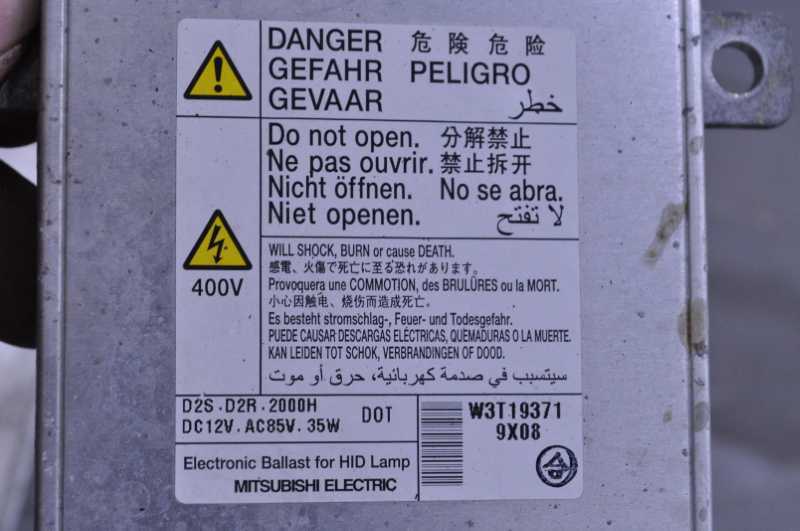 DANGER 危険 危险
GEFAHR PELIGRO
GEVAAR خطر
Do not open. 分解禁止
Ne pas ouvrir. 禁止拆开
Nicht öffnen. No se abra.
Niet openen. لا تفتح
400V
WILL SHOCK, BURN or cause DEATH.
感電、火傷で死亡に至る恐れがあります。
Provoquera une COMMOTION, des BRULÛRES ou la MORT.
小心因触电、烧伤而造成死亡。
Es besteht stromschlag-, Feuer- und Todesgefahr.
PUEDE CAUSAR DESCARGAS ELÉCTRICAS, QUEMADURAS O LA MUERTE.
KAN LEIDEN TOT SCHOK, VERBRANDINGEN OF DOOD.
سيتسبب في صدمة كهربائية، حرق أو موت
D2S.D2R.2000H
DC12V.AC85V.35W DOT
W3T19371
9X08
Electronic Ballast for HID Lamp
MITSUBISHI ELECTRIC